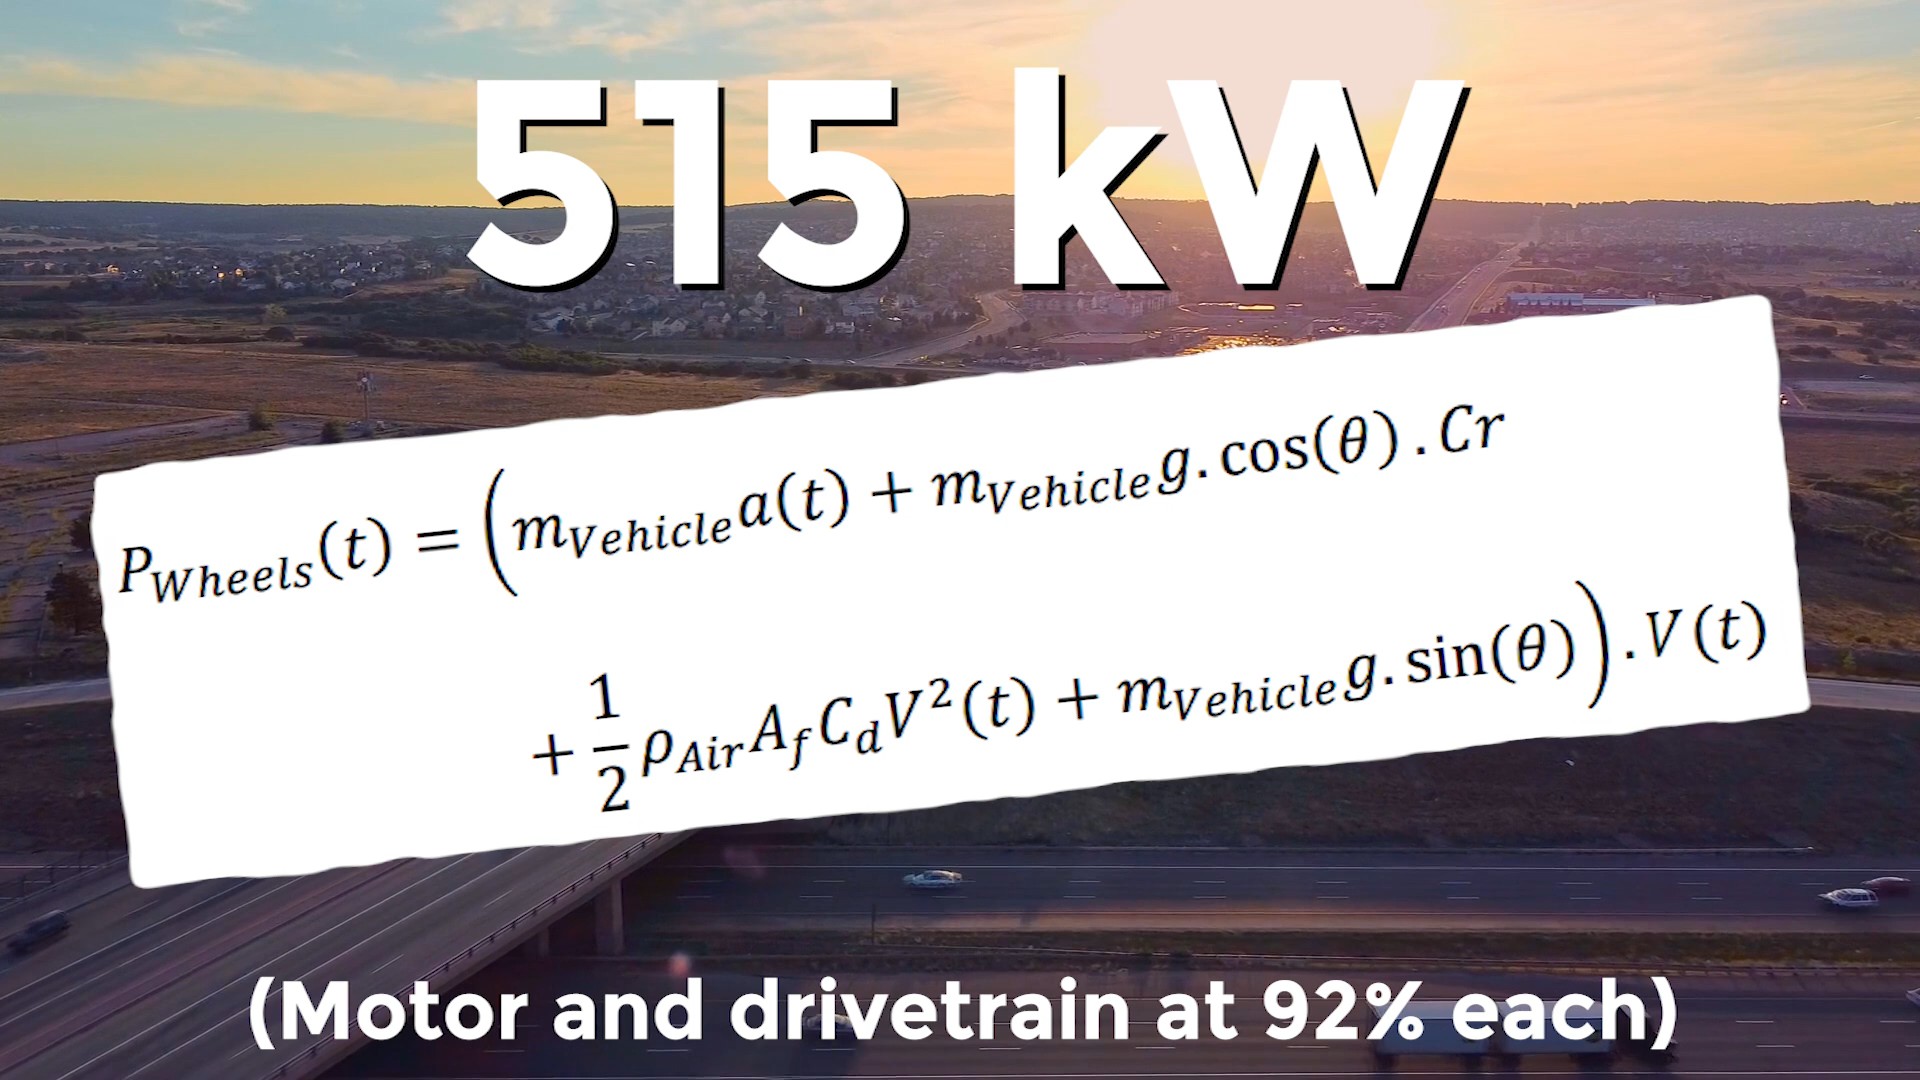 515 kW
P_Wheels(t) = (m_Vehicle a(t) + m_Vehicle g. cos(θ) . Cr
+ 1/2 ρ_Air A_f C_d V²(t) + m_Vehicle g. sin(θ)) . V(t)
(Motor and drivetrain at 92% each)